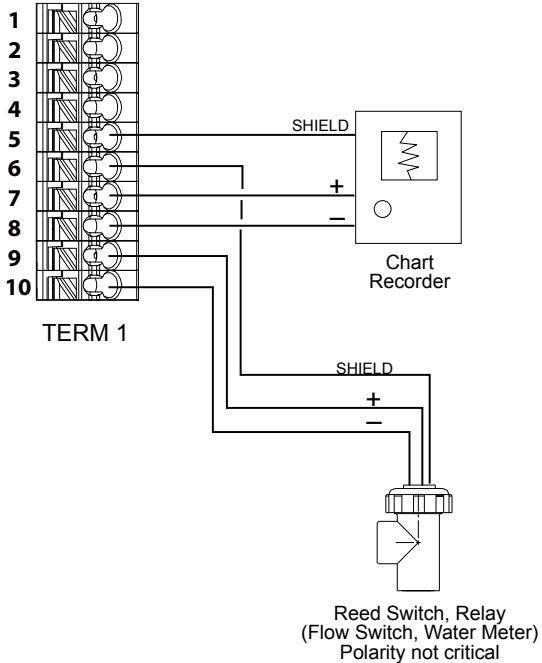 1
2
3
4
5
6
7
8
9
10
TERM 1
SHIELD
+
–
Chart
Recorder
SHIELD
+
–
Reed Switch, Relay
(Flow Switch, Water Meter)
Polarity not critical